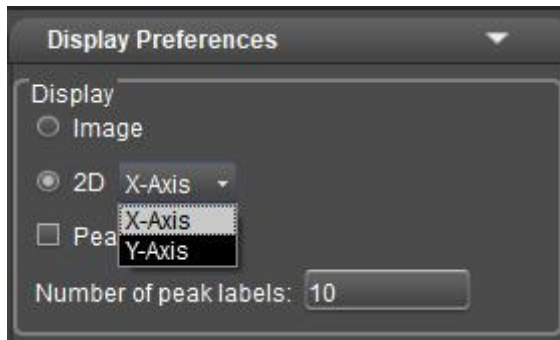 Display Preferences
Display
Image
2D X-Axis
X-Axis
Pea
Y-Axis
Number of peak labels: 10